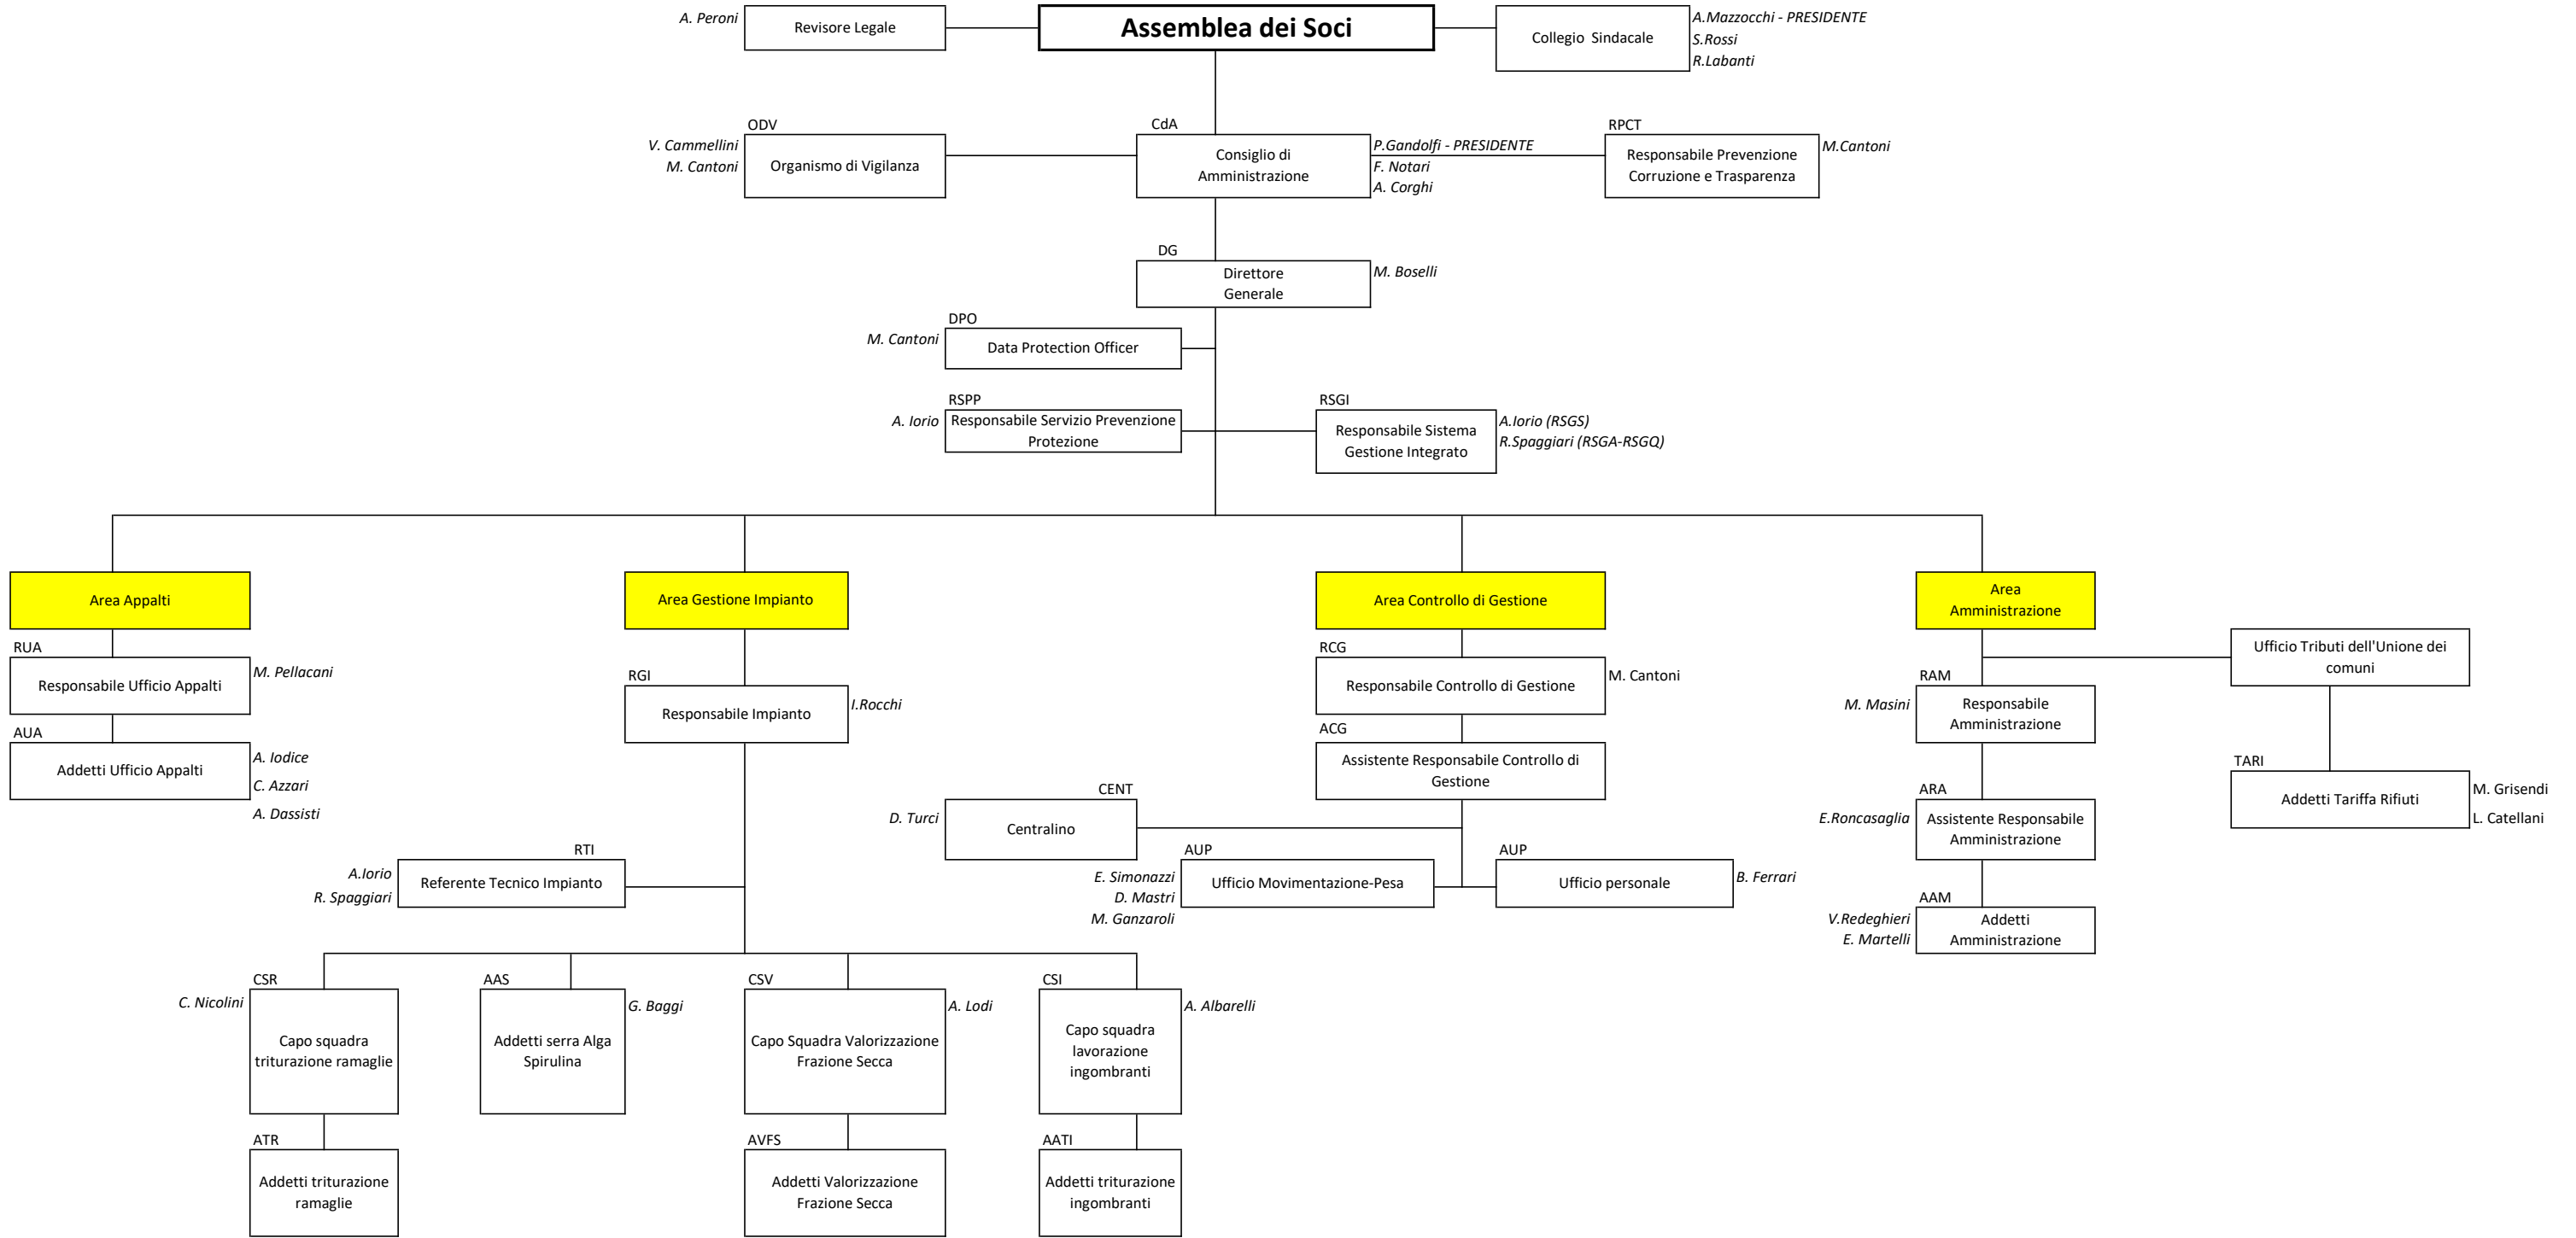 A. Peroni
Revisore Legale
Assemblea dei Soci
Collegio Sindacale
A.Mazzocchi - PRESIDENTE
S.Rossi
R.Labanti
ODV
V. Cammellini
M. Cantoni
Organismo di Vigilanza
CdA
Consiglio di
Amministrazione
P.Gandolfi - PRESIDENTE
F. Notari
A. Corghi
RPCT
Responsabile Prevenzione
Corruzione e Trasparenza
M.Cantoni
DG
Direttore
Generale
M. Boselli
DPO
M. Cantoni
Data Protection Officer
RSPP
A. Iorio
Responsabile Servizio Prevenzione
Protezione
RSGI
Responsabile Sistema
Gestione Integrato
A.Iorio (RSGS)
R.Spaggiari (RSGA-RSGQ)
Area Appalti
RUA
Responsabile Ufficio Appalti
M. Pellacani
AUA
Addetti Ufficio Appalti
A. Iodice
C. Azzari
A. Dassisti
Area Gestione Impianto
RGI
Responsabile Impianto
I.Rocchi
RTI
A.Iorio
R. Spaggiari
Referente Tecnico Impianto
CSR
C. Nicolini
Capo squadra
triturazione ramaglie
ATR
Addetti triturazione
ramaglie
AAS
Addetti serra Alga
Spirulina
G. Baggi
CSV
Capo Squadra Valorizzazione
Frazione Secca
A. Lodi
AVFS
Addetti Valorizzazione
Frazione Secca
CSI
Capo squadra
lavorazione
ingombranti
A. Albarelli
AATI
Addetti triturazione
ingombranti
Area Controllo di Gestione
RCG
Responsabile Controllo di Gestione
M. Cantoni
ACG
Assistente Responsabile Controllo di
Gestione
CENT
D. Turci
Centralino
AUP
E. Simonazzi
D. Mastri
M. Ganzaroli
Ufficio Movimentazione-Pesa
AUP
Ufficio personale
B. Ferrari
Area
Amministrazione
RAM
M. Masini
Responsabile
Amministrazione
ARA
E.Roncasaglia
Assistente Responsabile
Amministrazione
AAM
V.Redeghieri
E. Martelli
Addetti
Amministrazione
Ufficio Tributi dell'Unione dei
comuni
TARI
Addetti Tariffa Rifiuti
M. Grisendi
L. Catellani